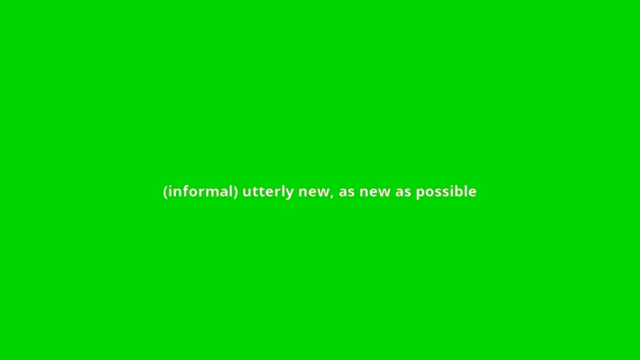 (informal) utterly new, as new as possible